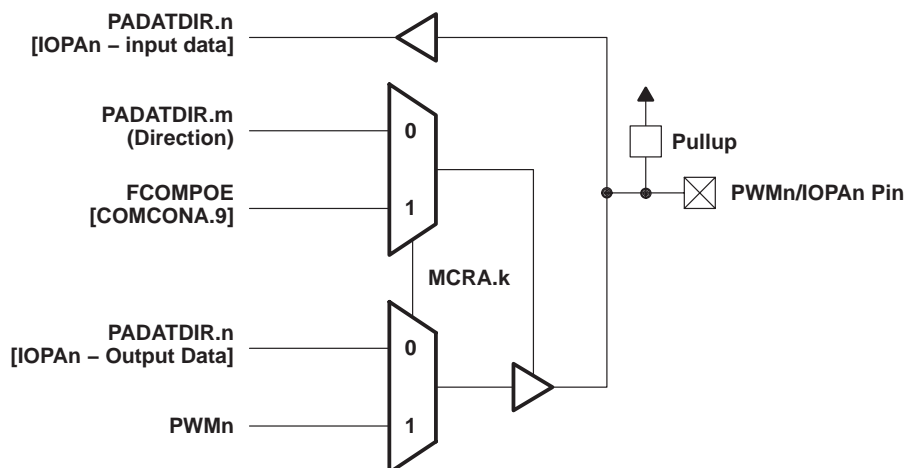 PADATDIR.n
[IOPAn – input data]
PADATDIR.m
(Direction)
0
Pullup
FCOMPOE
[COMCONA.9]
1
PWMn/IOPAn Pin
MCRA.k
PADATDIR.n
[IOPAn – Output Data]
0
PWMn
1